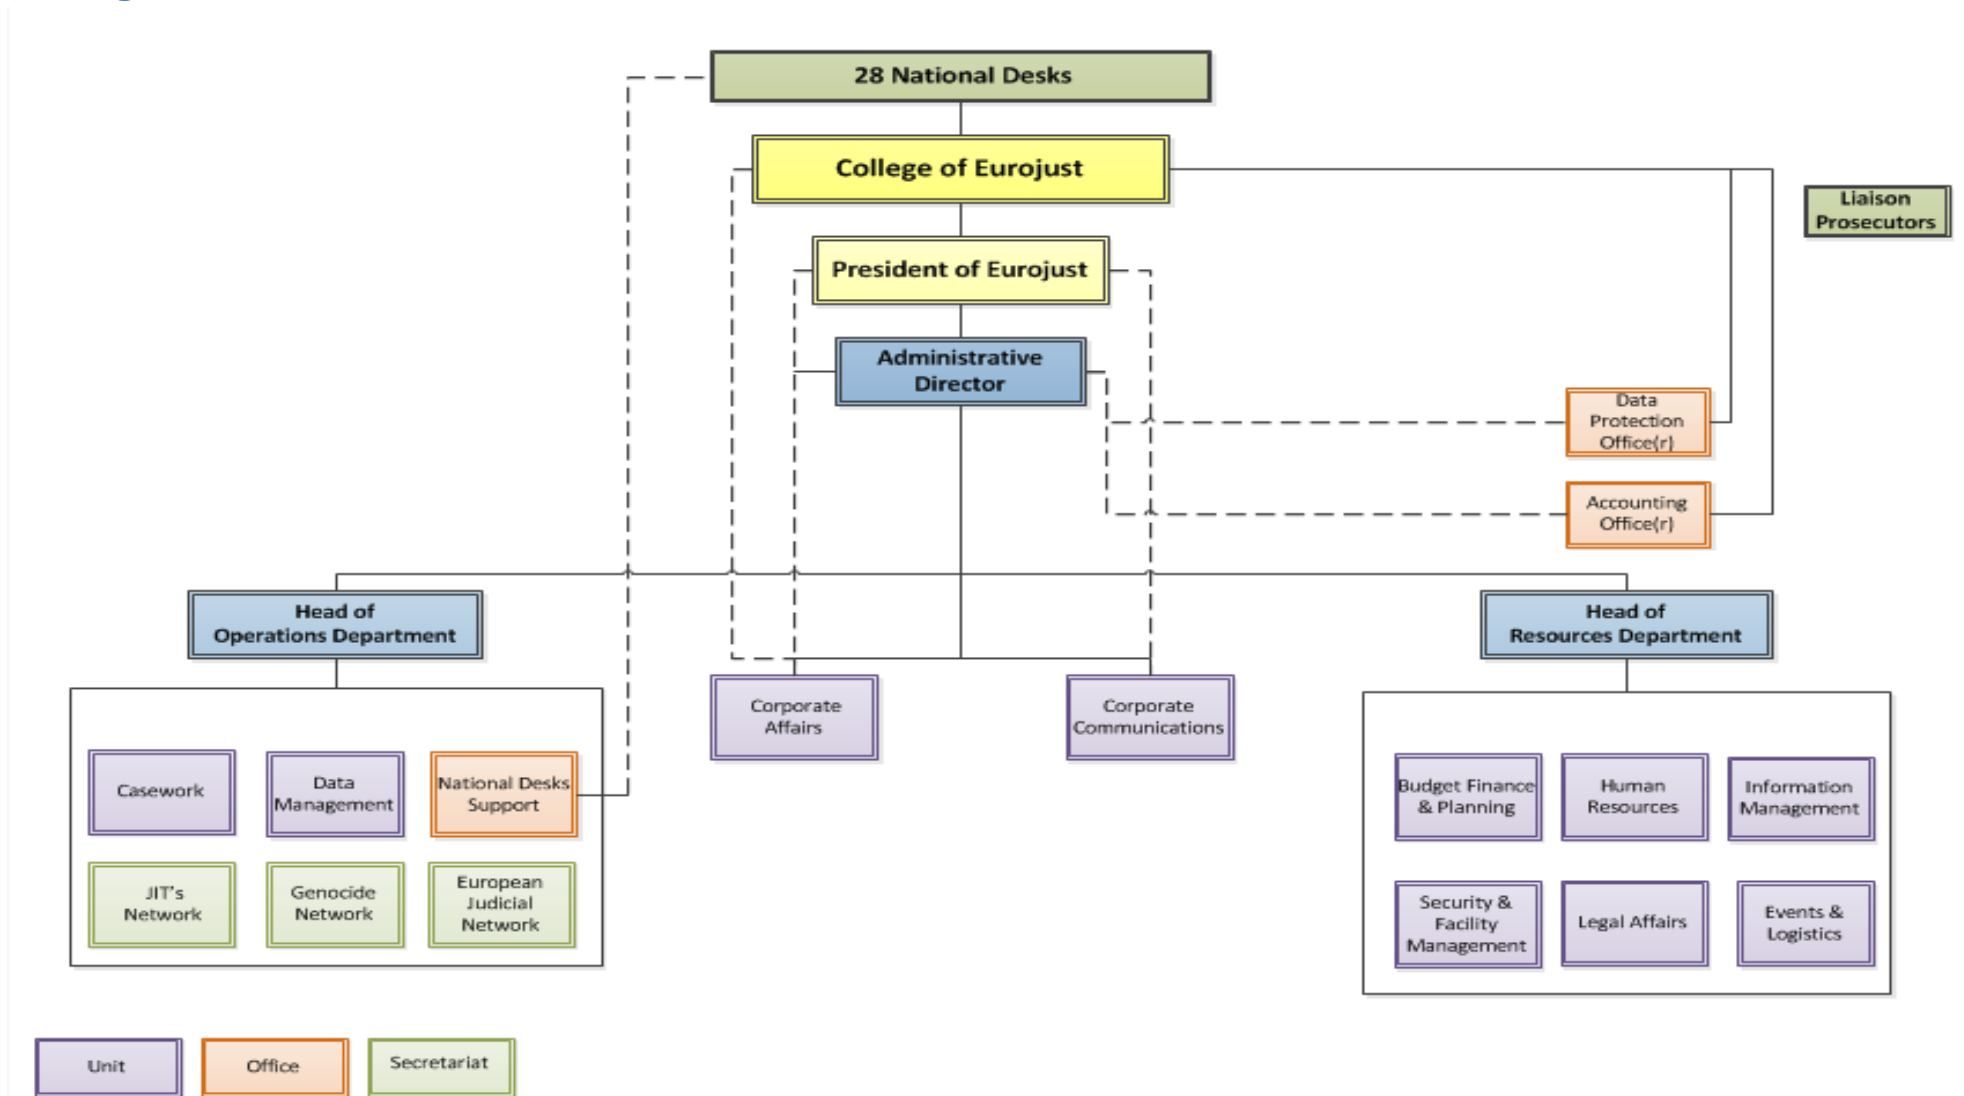 28 National Desks
College of Eurojust
Liaison
Prosecutors
President of Eurojust
Administrative
Director
Data
Protection
Office(r)
Accounting
Office(r)
Head of
Operations Department
Head of
Resources Department
Corporate
Affairs
Corporate
Communications
Casework
Data
Management
National Desks
Support
JIT's
Network
Genocide
Network
European
Judicial
Network
Budget Finance
& Planning
Human
Resources
Information
Management
Security &
Facility
Management
Legal Affairs
Events &
Logistics
Unit
Office
Secretariat